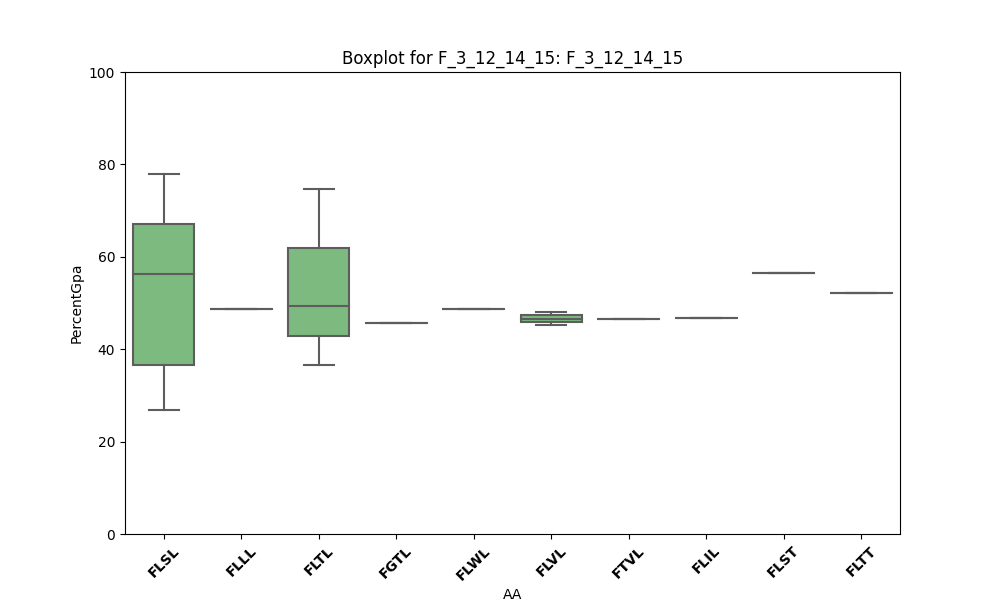 Boxplot for F_3_12_14_15: F_3_12_14_15
100
80
60
40
20
0
PercentGpa
FLSL
FLLL
FLTL
FGTL
FLWL
FLVL
FTVL
FLIL
FLST
FLTT
AA